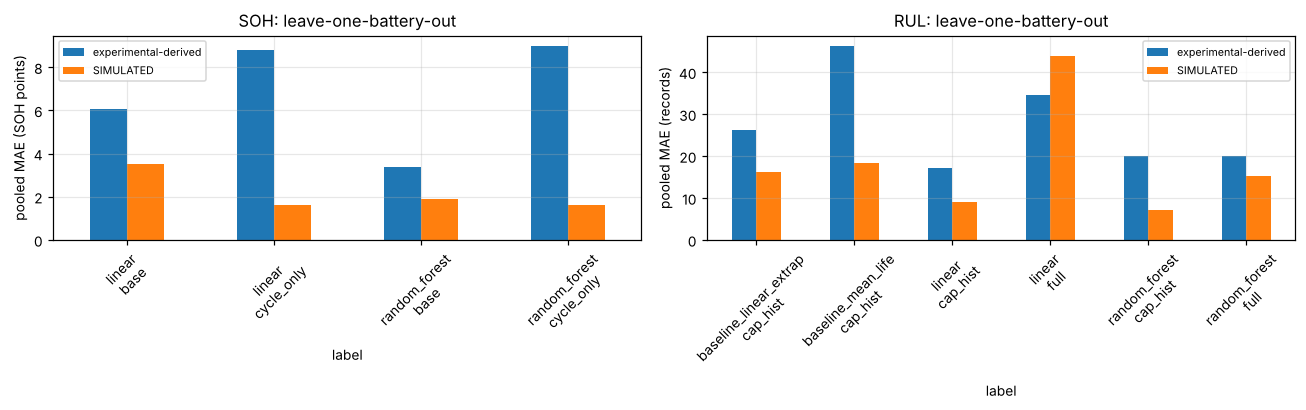 SOH: leave-one-battery-out
pooled MAE (SOH points)
8
6
4
2
0
experimental-derived
SIMULATED
linear
base
linear
cycle_only
random_forest
base
random_forest
cycle_only
label
RUL: leave-one-battery-out
pooled MAE (records)
40
30
20
10
0
experimental-derived
SIMULATED
baseline_linear_extrap
cap_hist
baseline_mean_life
cap_hist
linear
cap_hist
linear
full
random_forest
cap_hist
random_forest
full
label